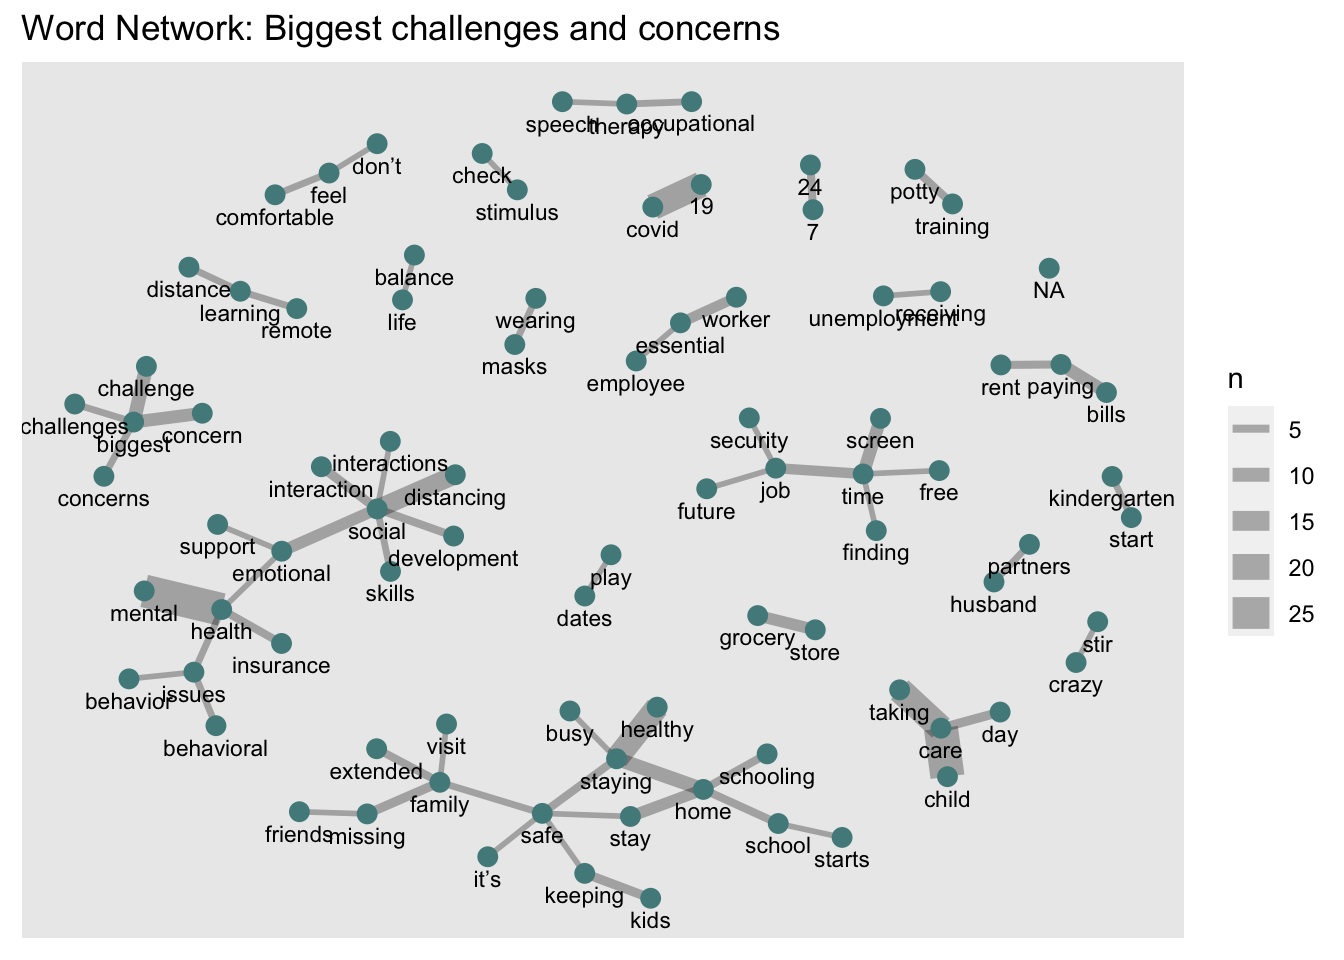 Word Network: Biggest challenges and concerns
speech
therapy
occupational
don’t
feel
comfortable
check
stimulus
covid
19
24
7
potty
training
distance
learning
remote
balance
life
wearing
masks
worker
essential
employee
unemployment
receiving
NA
rent
paying
bills
challenge
challenges
biggest
concern
concerns
interactions
interaction
distancing
social
development
skills
support
emotional
mental
health
insurance
behavior
issues
behavioral
security
screen
job
time
free
future
finding
kindergarten
start
play
dates
partners
husband
grocery
store
stir
crazy
taking
care
day
child
busy
healthy
staying
visit
extended
family
friends
missing
safe
stay
home
schooling
school
starts
it’s
keeping
kids
n
5
10
15
20
25